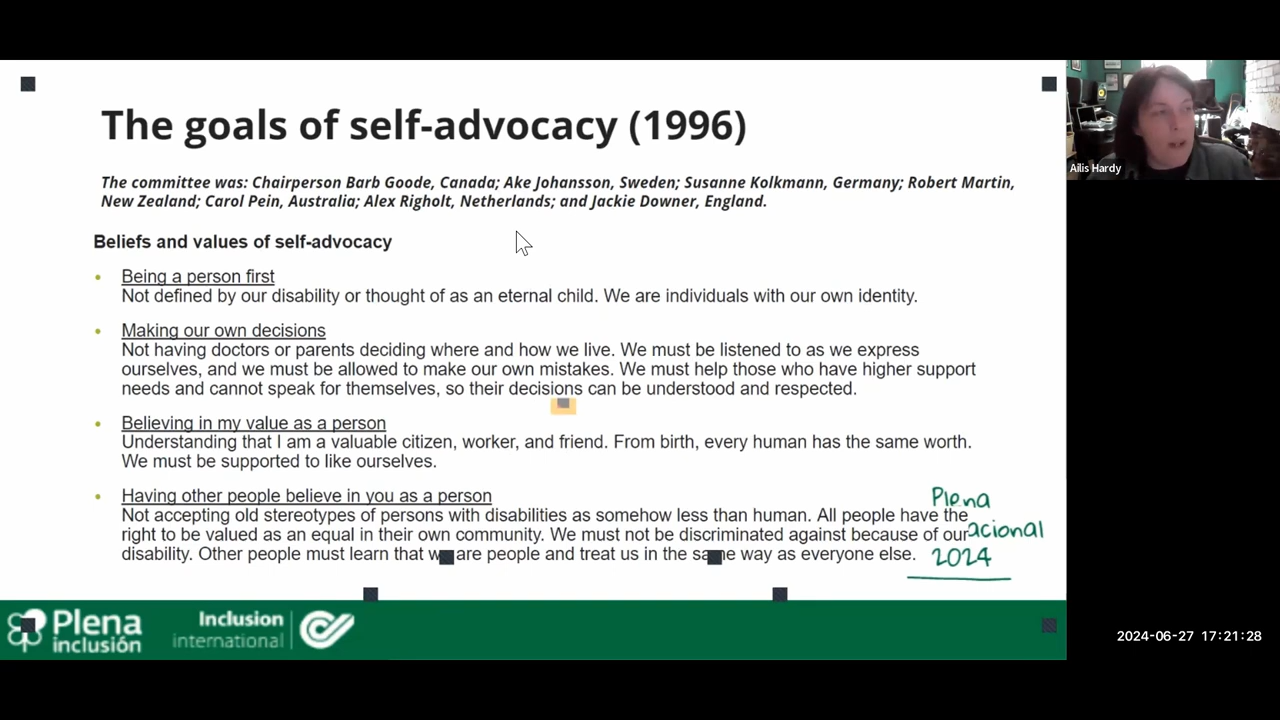 The goals of self-advocacy (1996)
The committee was: Chairperson Barb Goode, Canada; Ake Johansson, Sweden; Susanne Kolkmann, Germany; Robert Martin,
New Zealand; Carol Pein, Australia; Alex Righolt, Netherlands; and Jackie Downer, England.
Beliefs and values of self-advocacy
• Being a person first
Not defined by our disability or thought of as an eternal child. We are individuals with our own identity.
• Making our own decisions
Not having doctors or parents deciding where and how we live. We must be listened to as we express
ourselves, and we must be allowed to make our own mistakes. We must help those who have higher support
needs and cannot speak for themselves, so their decisions can be understood and respected.
• Believing in my value as a person
Understanding that I am a valuable citizen, worker, and friend. From birth, every human has the same worth.
We must be supported to like ourselves.
• Having other people believe in you as a person
Not accepting old stereotypes of persons with disabilities as somehow less than human. All people have the
right to be valued as an equal in their own community. We must not be discriminated against because of our
disability. Other people must learn that we are people and treat us in the same way as everyone else.
Plena
acional
2024
Plena
inclusión
Inclusion
international
Ailis Hardy
2024-06-27 17:21:28